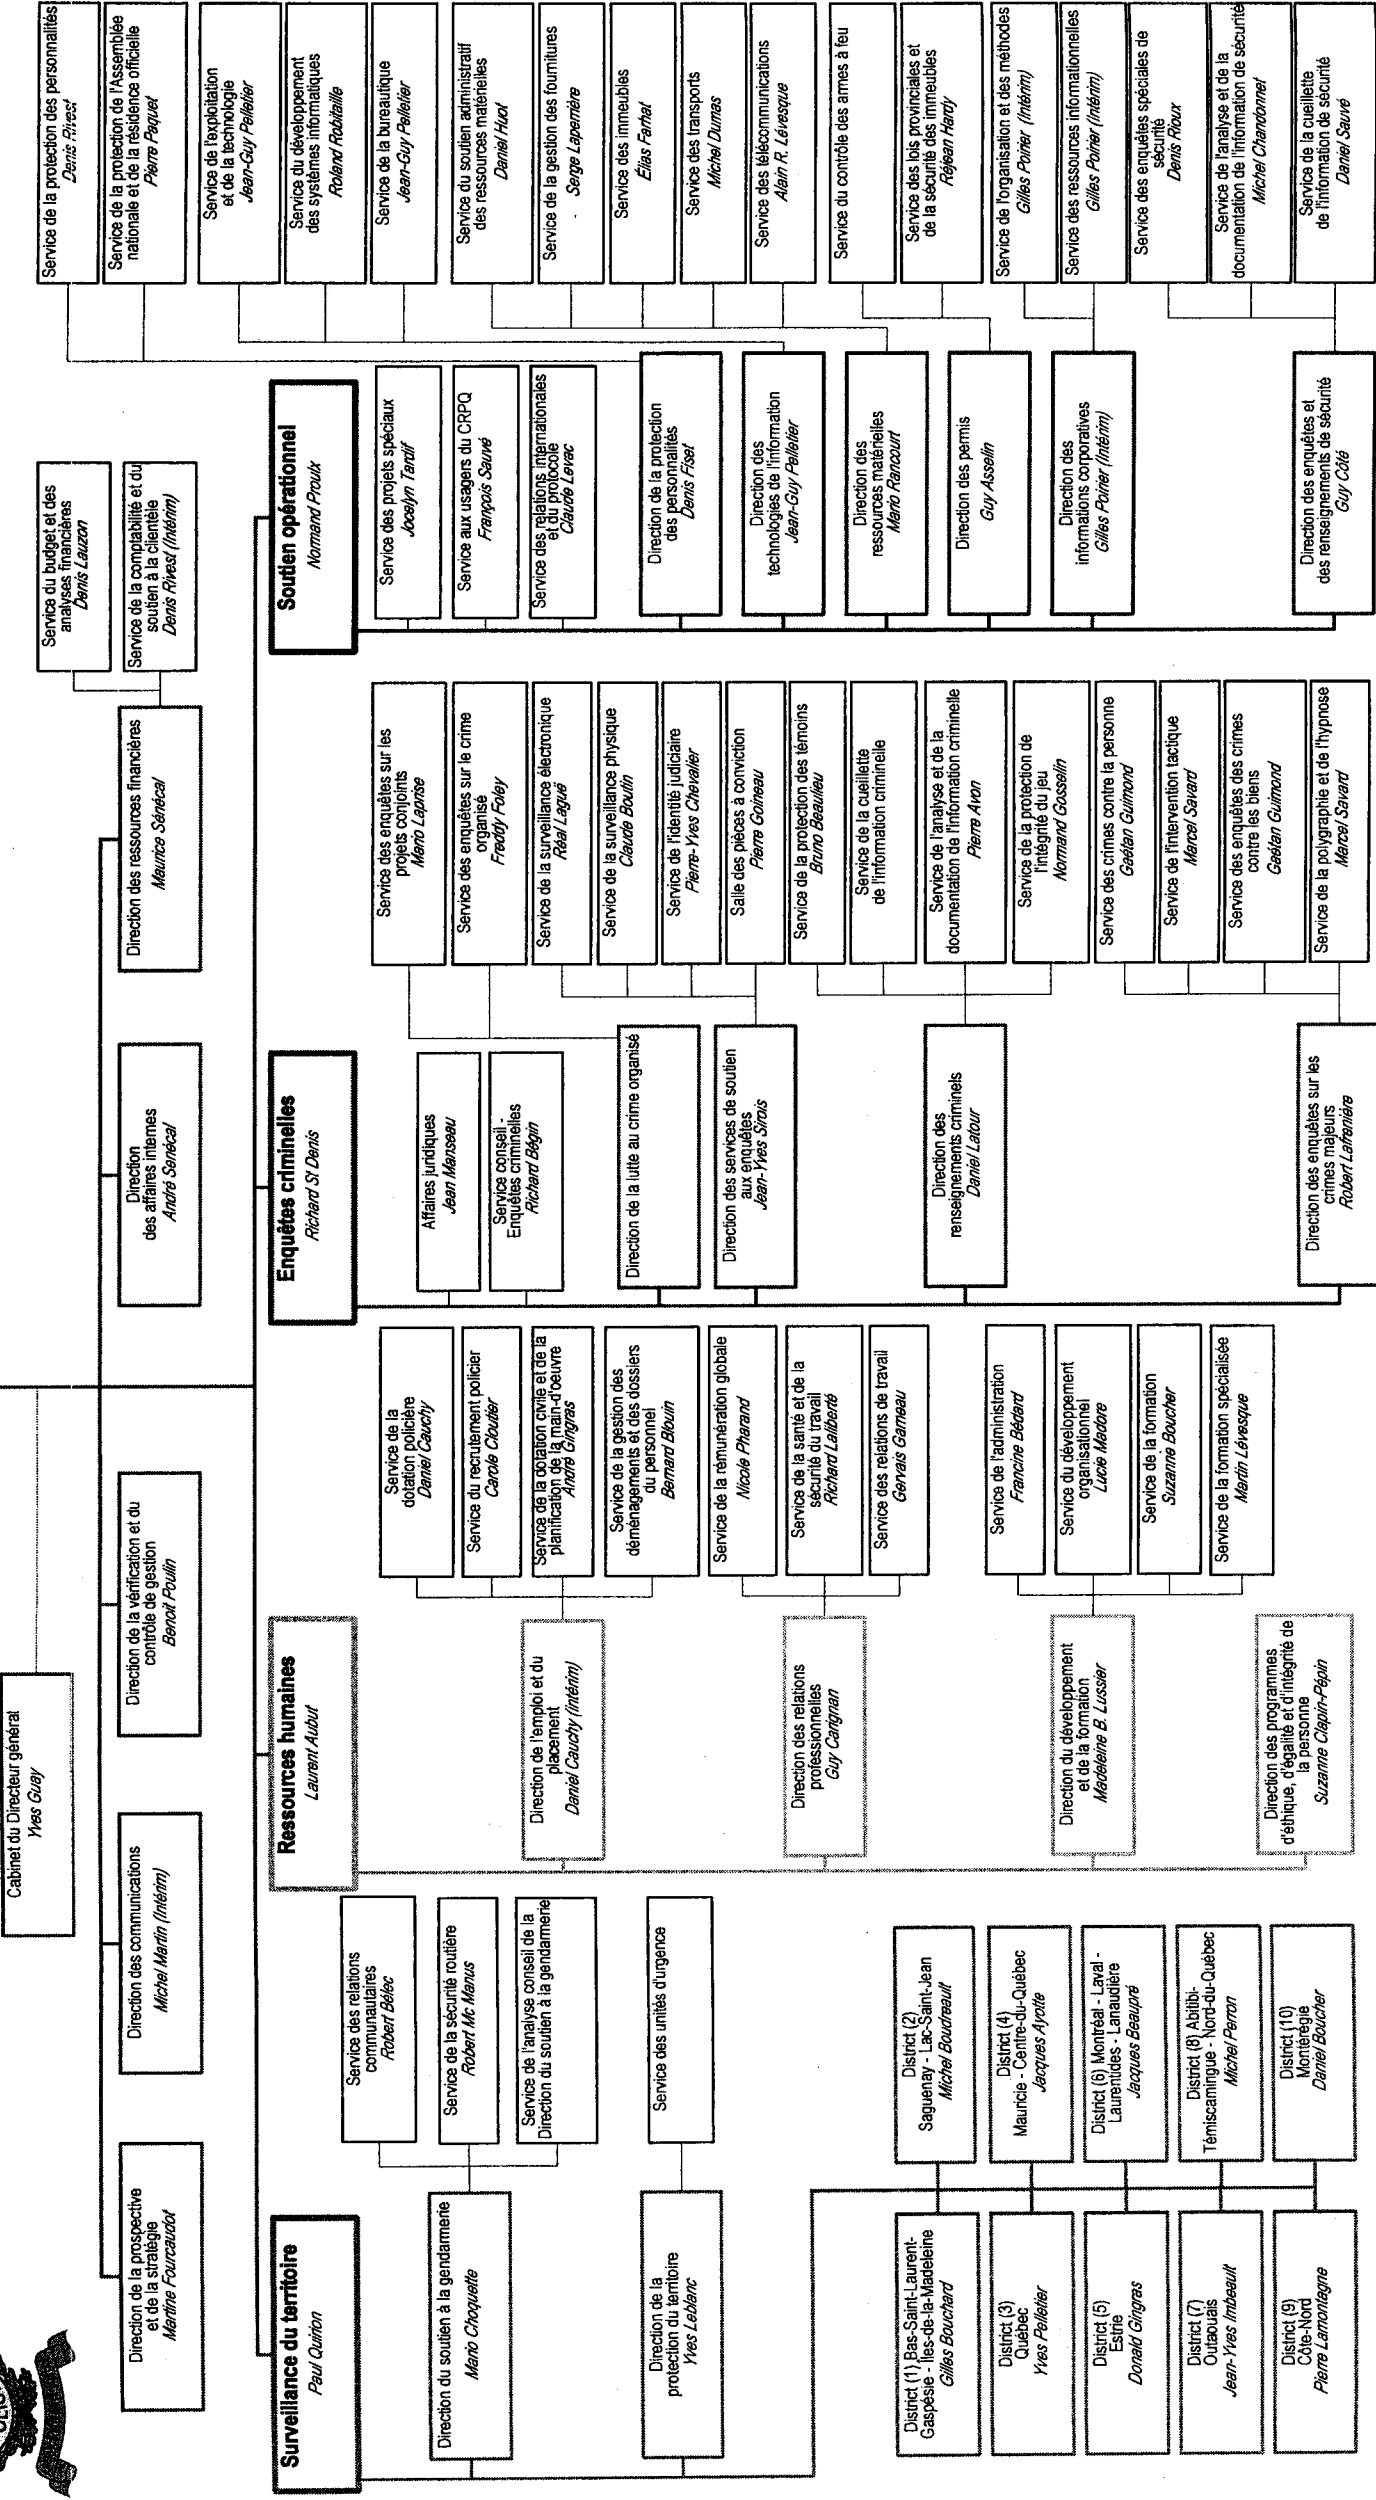 Cabinet du Directeur général
Yves Guay
Direction de la prospective
et de la stratégie
Martine Fourcaudot
Direction des communications
Michel Martin (Intérim)
Direction de la vérification et du
contrôle de gestion
Benoit Poulin
Direction
des affaires internes
André Senécal
Direction des ressources financières
Maurice Sénécal
Service du budget et des
analyses financières
Denis Lauzon
Service de la comptabilité et du
soutien à la clientèle
Denis Rivest (Intérim)
Surveillance du territoire
Paul Quirion
Direction du soutien à la gendarmerie
Mario Choquette
Service des relations
communautaires
Robert Bélec
Service de la sécurité routière
Robert Mc Manus
Service de l'analyse conseil de la
Direction du soutien à la gendarmerie
Direction de la
protection du territoire
Yves Leblanc
Service des unités d'urgence
District (1) Bas-Saint-Laurent-
Gaspésie - Îles-de-la-Madeleine
Gilles Bouchard
District (2)
Saguenay - Lac-Saint-Jean
Michel Boudreault
District (3)
Québec
Yves Pelletier
District (4)
Mauricie - Centre-du-Québec
Jacques Ayotte
District (5)
Estrie
Donald Gingras
District (6) Montréal - Laval -
Laurentides - Lanaudière
Jacques Beaupré
District (7)
Outaouais
Jean-Yves Imbeault
District (8) Abitibi-
Témiscamingue - Nord-du-Québec
Michel Perron
District (9)
Côte-Nord
Pierre Lamontagne
District (10)
Montérégie
Daniel Boucher
Ressources humaines
Laurent Aubut
Direction de l'emploi et du
placement
Daniel Cauchy (Intérim)
Service de la
dotation policière
Daniel Cauchy
Service du recrutement policier
Carole Cloutier
Service de la dotation civile et de la
planification de la main-d'oeuvre
André Gingras
Service de la gestion des
déménagements et des dossiers
du personnel
Bernard Blouin
Direction des relations
professionnelles
Guy Carignan
Service de la rémunération globale
Nicole Pharand
Service de la santé et de la
sécurité du travail
Richard Laliberté
Service des relations de travail
Gervais Garneau
Direction du développement
et de la formation
Madeleine B. Lussier
Service de l'administration
Francine Bédard
Service du développement
organisationnel
Lucie Madore
Service de la formation
Suzanne Boucher
Service de la formation spécialisée
Martin Lévesque
Direction des programmes
d'éthique, d'égalité et d'intégrité de
la personne
Suzanne Clapin-Pépin
Enquêtes criminelles
Richard St Denis
Affaires juridiques
Jean Manseau
Service conseil -
Enquêtes criminelles
Richard Bégin
Direction de la lutte au crime organisé
Service des enquêtes sur les
projets conjoints
Mario Laprise
Service des enquêtes sur le crime
organisé
Freddy Foley
Direction des services de soutien
aux enquêtes
Jean-Yves Sirois
Service de la surveillance électronique
Réal Lagué
Service de la surveillance physique
Claude Boutin
Service de l'identité judiciaire
Pierre-Yves Chevalier
Salle des pièces à conviction
Pierre Goineau
Direction des
renseignements criminels
Daniel Latour
Service de la protection des témoins
Bruno Beaulieu
Service de la cueillette
de l'information criminelle
Service de l'analyse et de la
documentation de l'information criminelle
Pierre Avon
Service de la protection de
l'intégrité du jeu
Normand Gosselin
Direction des enquêtes sur les
crimes majeurs
Robert Lafrenière
Service des crimes contre la personne
Gaétan Guimond
Service de l'intervention tactique
Marcel Savard
Service des enquêtes des crimes
contre les biens
Gaétan Guimond
Service de la polygraphie et de l'hypnose
Marcel Savard
Soutien opérationnel
Normand Proulx
Service des projets spéciaux
Jocelyn Tardif
Service aux usagers du CRPQ
François Sauvé
Service des relations internationales
et du protocole
Claude Levac
Direction de la protection
des personnalités
Denis Fiset
Service de la protection des personnalités
Denis Rivest
Service de la protection de l'Assemblée
nationale et de la résidence officielle
Pierre Paquet
Direction des
technologies de l'information
Jean-Guy Pelletier
Service de l'exploitation
et de la technologie
Jean-Guy Pelletier
Service du développement
des systèmes informatiques
Roland Robitaille
Service de la bureautique
Jean-Guy Pelletier
Direction des
ressources matérielles
Mario Rancourt
Service du soutien administratif
des ressources matérielles
Daniel Huot
Service de la gestion des fournitures
Serge Laperrière
Service des immeubles
Élias Farhat
Service des transports
Michel Dumas
Service des télécommunications
Alain R. Lévesque
Direction des permis
Guy Asselin
Service du contrôle des armes à feu
Service des lois provinciales et
de la sécurité des immeubles
Réjean Hardy
Direction des
informations corporatives
Gilles Poirier (Intérim)
Service de l'organisation et des méthodes
Gilles Poirier (Intérim)
Service des ressources informationnelles
Gilles Poirier (Intérim)
Direction des enquêtes et
des renseignements de sécurité
Guy Côté
Service des enquêtes spéciales de
sécurité
Denis Rioux
Service de l'analyse et de la
documentation de l'information de sécurité
Michel Chandonnet
Service de la cueillette
de l'information de sécurité
Daniel Sauvé